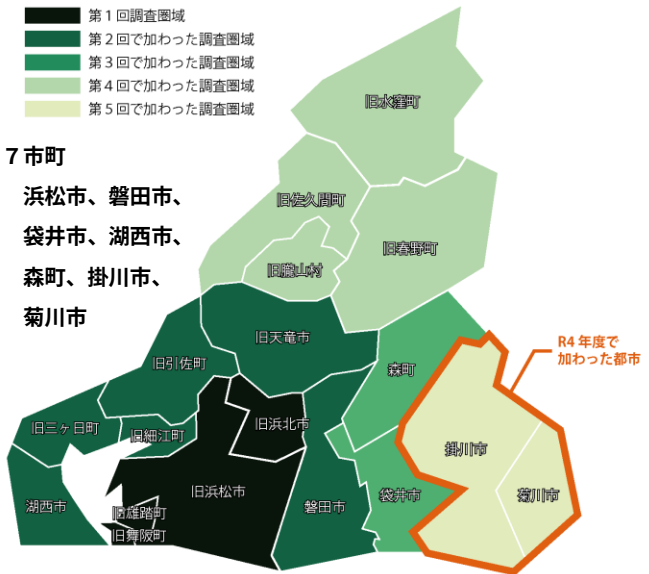 第１回調査圏域
第２回で加わった調査圏域
第３回で加わった調査圏域
第４回で加わった調査圏域
第５回で加わった調査圏域
７市町
浜松市、磐田市、
袋井市、湖西市、
森町、掛川市、
菊川市
旧水窪町
旧佐久間町
旧春野町
旧龍山村
旧天竜市
R4 年度で
加わった都市
旧引佐町
森町
旧三ヶ日町
旧細江町
旧浜北市
掛川市
湖西市
旧浜松市
磐田市
袋井市
菊川市
旧雄踏町
旧舞阪町